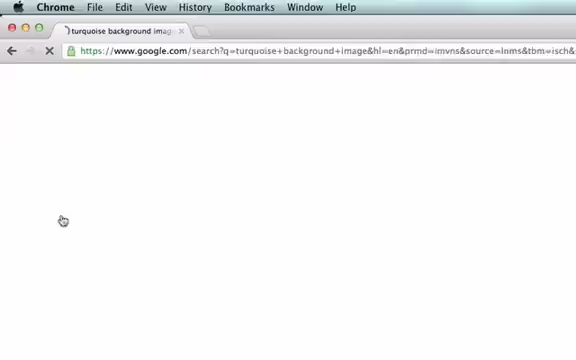 Chrome File Edit View History Bookmarks Window Help
turquoise background imag
https://www.google.com/search?q=turquoise+background+image&hl=en&prmd=imvns&source=lnms&tbm=isch&